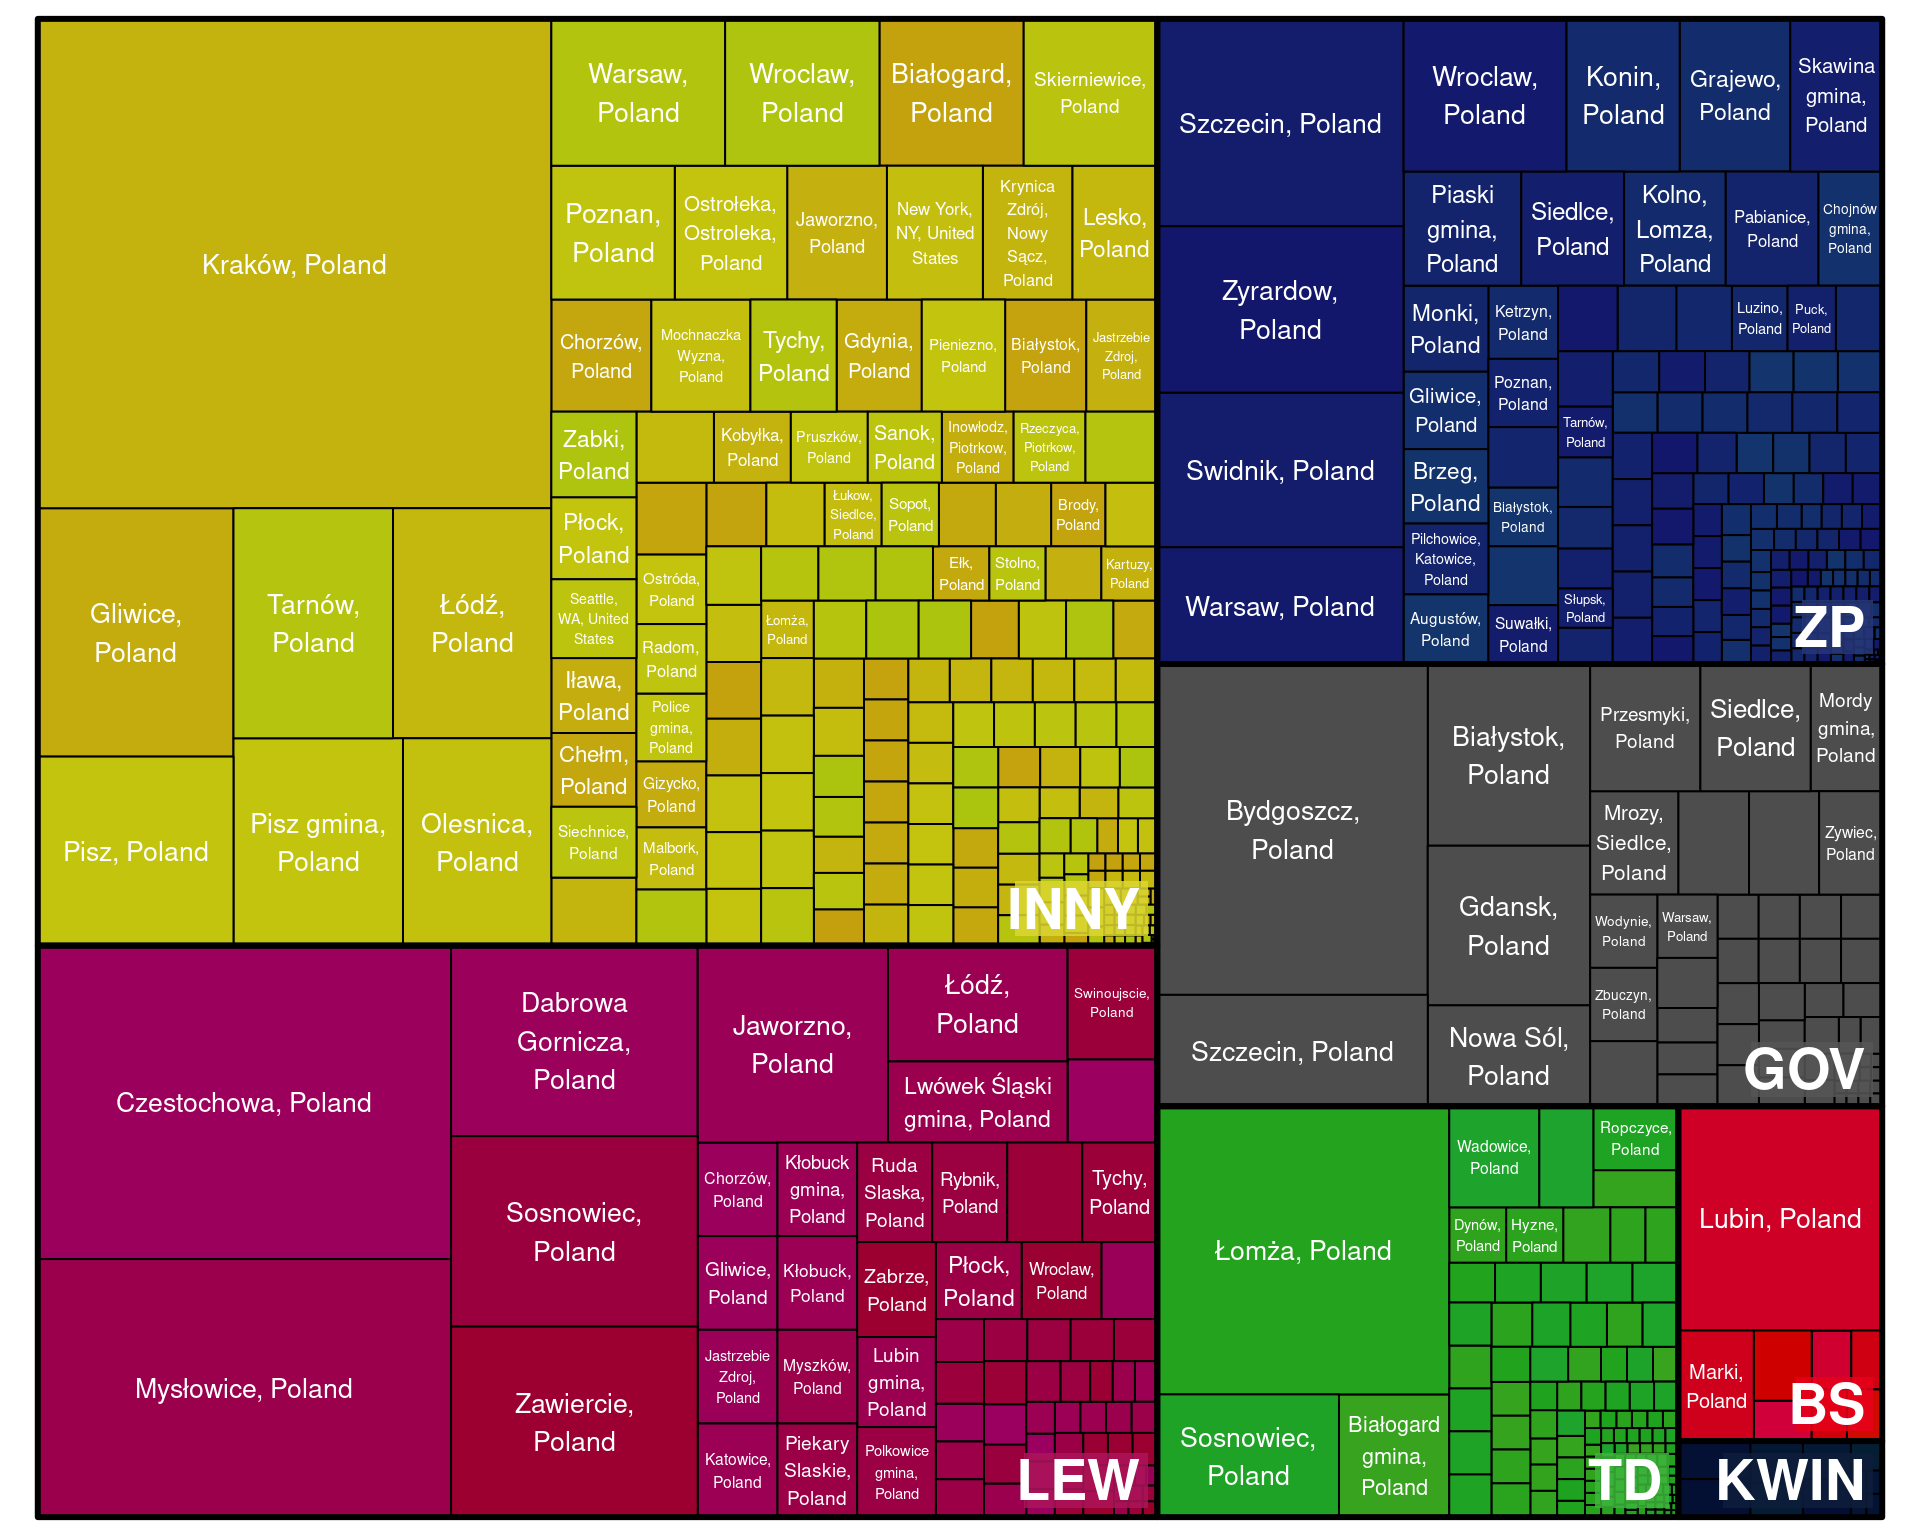 Kraków, Poland
Warsaw,
Poland
Wroclaw,
Poland
Białogard,
Poland
Skierniewice,
Poland
Poznan,
Poland
Ostrołeka,
Ostroleka,
Poland
Jaworzno,
Poland
New York,
NY, United
States
Krynica
Zdrój,
Nowy
Sącz,
Poland
Lesko,
Poland
Chorzów,
Poland
Mochnaczka
Wyzna,
Poland
Tychy,
Poland
Gdynia,
Poland
Pieniezno,
Poland
Białystok,
Poland
Jastrzebie
Zdroj,
Poland
Zabki,
Poland
Kobyłka,
Poland
Pruszków,
Poland
Sanok,
Poland
Inowłodz,
Piotrkow,
Poland
Rzeczyca,
Piotrkow,
Poland
Płock,
Poland
Łukow,
Siedlce,
Poland
Sopot,
Poland
Brody,
Poland
Gliwice,
Poland
Tarnów,
Poland
Łódź,
Poland
Seattle,
WA, United
States
Ostróda,
Poland
Ełk,
Poland
Stolno,
Poland
Kartuzy,
Poland
Radom,
Poland
Łomża,
Poland
Iława,
Poland
Police
gmina,
Poland
Chełm,
Poland
Gizycko,
Poland
Pisz, Poland
Pisz gmina,
Poland
Olesnica,
Poland
Siechnice,
Poland
Malbork,
Poland
INNY
Szczecin, Poland
Wroclaw,
Poland
Konin,
Poland
Grajewo,
Poland
Skawina
gmina,
Poland
Piaski
gmina,
Poland
Siedlce,
Poland
Kolno,
Lomza,
Poland
Pabianice,
Poland
Chojnów
gmina,
Poland
Zyrardow,
Poland
Monki,
Poland
Ketrzyn,
Poland
Luzino,
Poland
Puck,
Poland
Gliwice,
Poland
Poznan,
Poland
Tarnów,
Poland
Swidnik, Poland
Brzeg,
Poland
Białystok,
Poland
Pilchowice,
Katowice,
Poland
Warsaw, Poland
Augustów,
Poland
Suwałki,
Poland
Słupsk,
Poland
ZP
Bydgoszcz,
Poland
Białystok,
Poland
Przesmyki,
Poland
Siedlce,
Poland
Mordy
gmina,
Poland
Mrozy,
Siedlce,
Poland
Zywiec,
Poland
Gdansk,
Poland
Wodynie,
Poland
Warsaw,
Poland
Zbuczyn,
Poland
Szczecin, Poland
Nowa Sól,
Poland
GOV
Czestochowa, Poland
Dabrowa
Gornicza,
Poland
Jaworzno,
Poland
Łódź,
Poland
Swinoujscie,
Poland
Lwówek Śląski
gmina, Poland
Sosnowiec,
Poland
Chorzów,
Poland
Kłobuck
gmina,
Poland
Ruda
Slaska,
Poland
Rybnik,
Poland
Tychy,
Poland
Gliwice,
Poland
Kłobuck,
Poland
Zabrze,
Poland
Płock,
Poland
Wroclaw,
Poland
Mysłowice, Poland
Zawiercie,
Poland
Jastrzebie
Zdroj,
Poland
Myszków,
Poland
Lubin
gmina,
Poland
Katowice,
Poland
Piekary
Slaskie,
Poland
Polkowice
gmina,
Poland
LEW
Łomża, Poland
Wadowice,
Poland
Ropczyce,
Poland
Dynów,
Poland
Hyzne,
Poland
Sosnowiec,
Poland
Białogard
gmina,
Poland
TD
Lubin, Poland
Marki,
Poland
BS
KWIN